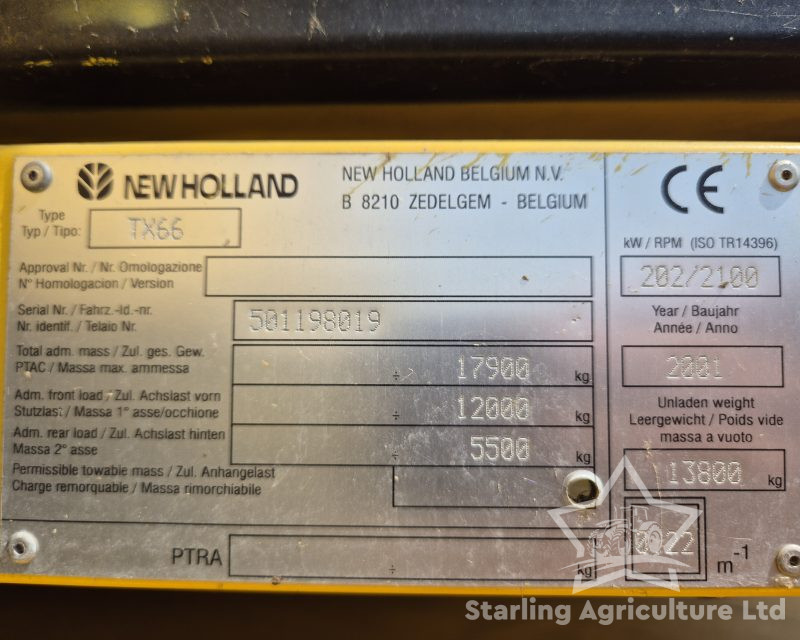 NEW HOLLAND
NEW HOLLAND BELGIUM N.V.
B 8210 ZEDELGEM - BELGIUM
CE
Type
Typ / Tipo:
TX66
kW / RPM (ISO TR14396)
202/2100
Approval Nr. / Nr. Omologazione
N° Homologacion / Version
Serial Nr. / Fahrz. -Id.-nr.
Nr. identif. / Telaio Nr.
501198019
Year / Baujahr
Année / Anno
2001
Total adm. mass / Zul. ges. Gew.
PTAC / Massa max. ammessa
÷ 17900 kg
Adm. front load / Zul. Achslast vorn
Stutzlast / Massa 1° asse/occhione
÷ 12000 kg
Adm. rear load / Zul. Achslast hinten
Massa 2° asse
÷ 5500 kg
Unladen weight
Leergewicht / Poids vide
massa a vuoto
13800 kg
Permissible towable mass / Zul. Anhangelast
Charge remorquable / Massa rimorchiabile
PTRA
÷ kg
m-1
Starling Agriculture Ltd